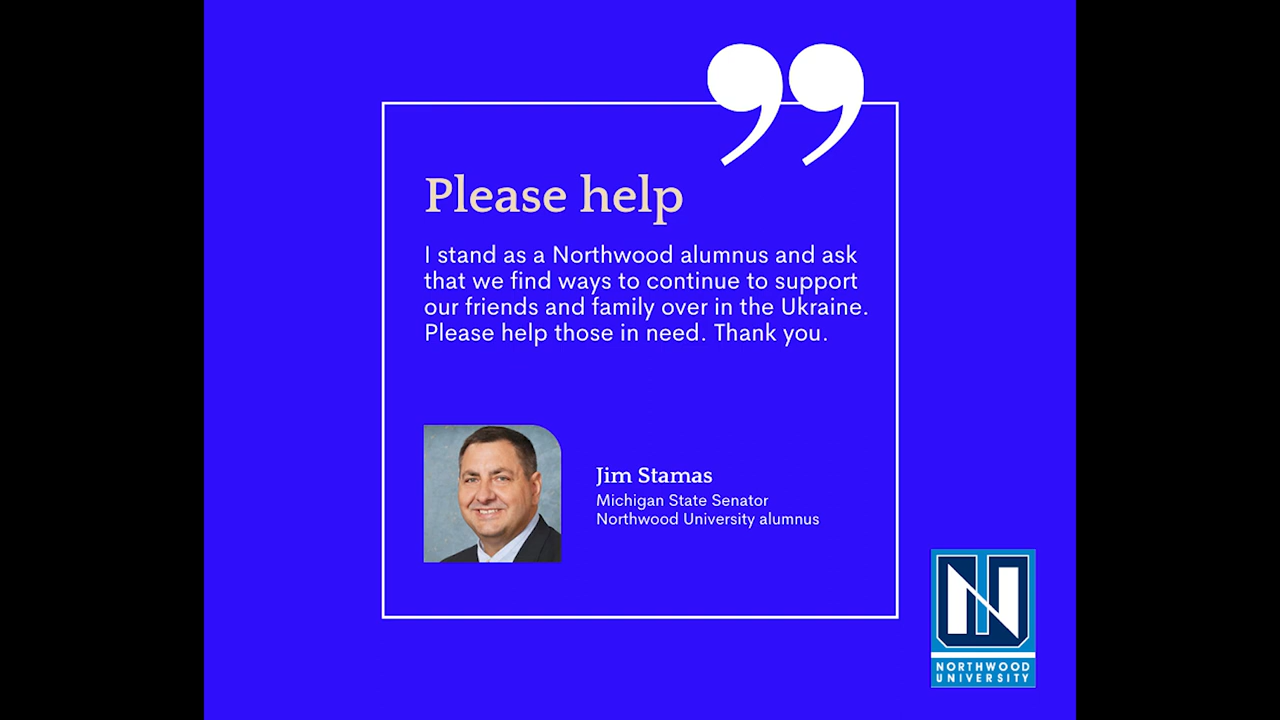 ”
Please help
I stand as a Northwood alumnus and ask
that we find ways to continue to support
our friends and family over in the Ukraine.
Please help those in need. Thank you.
Jim Stamas
Michigan State Senator
Northwood University alumnus
N
NORTHWOOD
UNIVERSITY